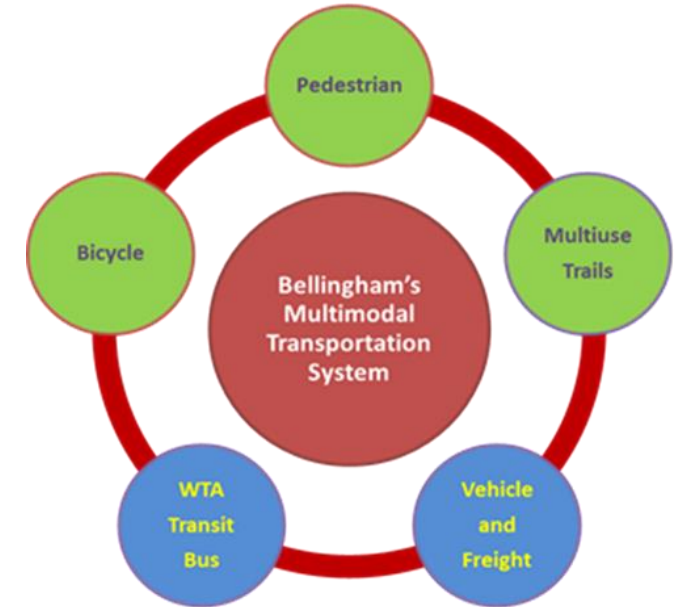 Pedestrian
Bicycle
Multiuse
Trails
Bellingham’s
Multimodal
Transportation
System
WTA
Transit
Bus
Vehicle
and
Freight